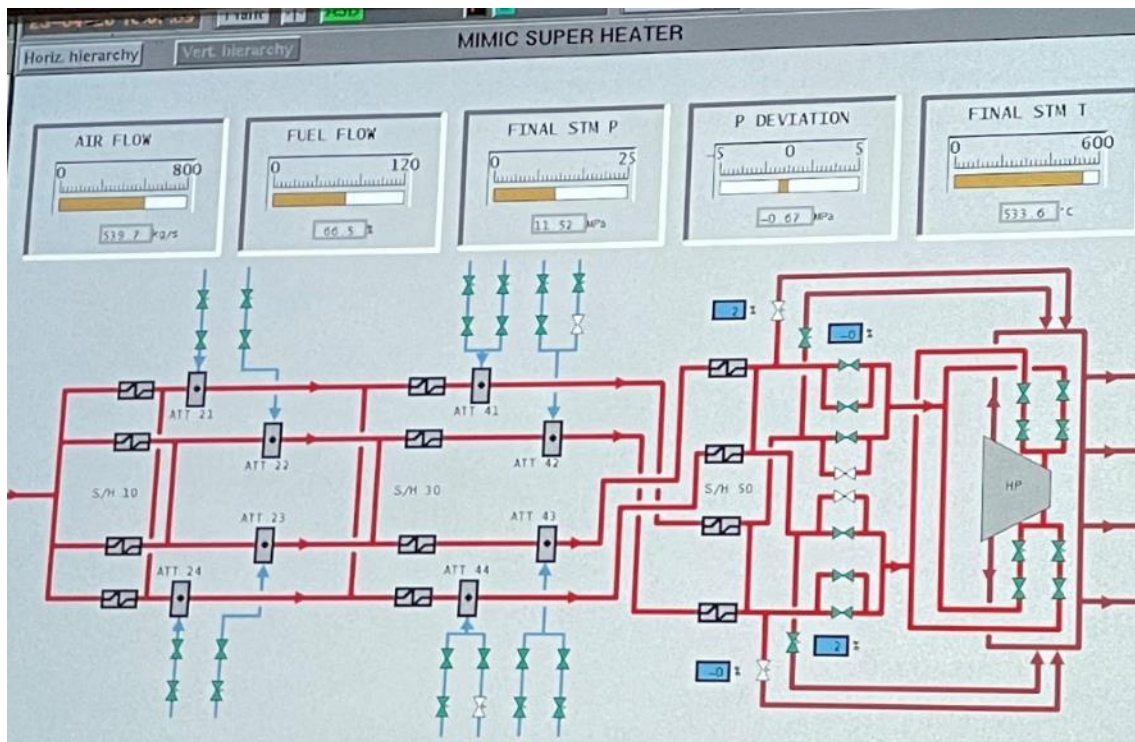 Plant
Horiz. hierarchy
Vert. hierarchy
MIMIC SUPER HEATER
AIR FLOW
0 800
539.7 kg/s
FUEL FLOW
0 120
66.5 %
FINAL STM P
0 25
11.52 MPa
P DEVIATION
-5 0 5
-0.67 MPa
FINAL STM T
0 600
533.6 °C
-2 %
-0 %
ATT 21
ATT 41
ATT 22
ATT 42
S/H 10
S/H 30
S/H 50
HP
ATT 23
ATT 43
ATT 24
ATT 44
2 %
-0 %